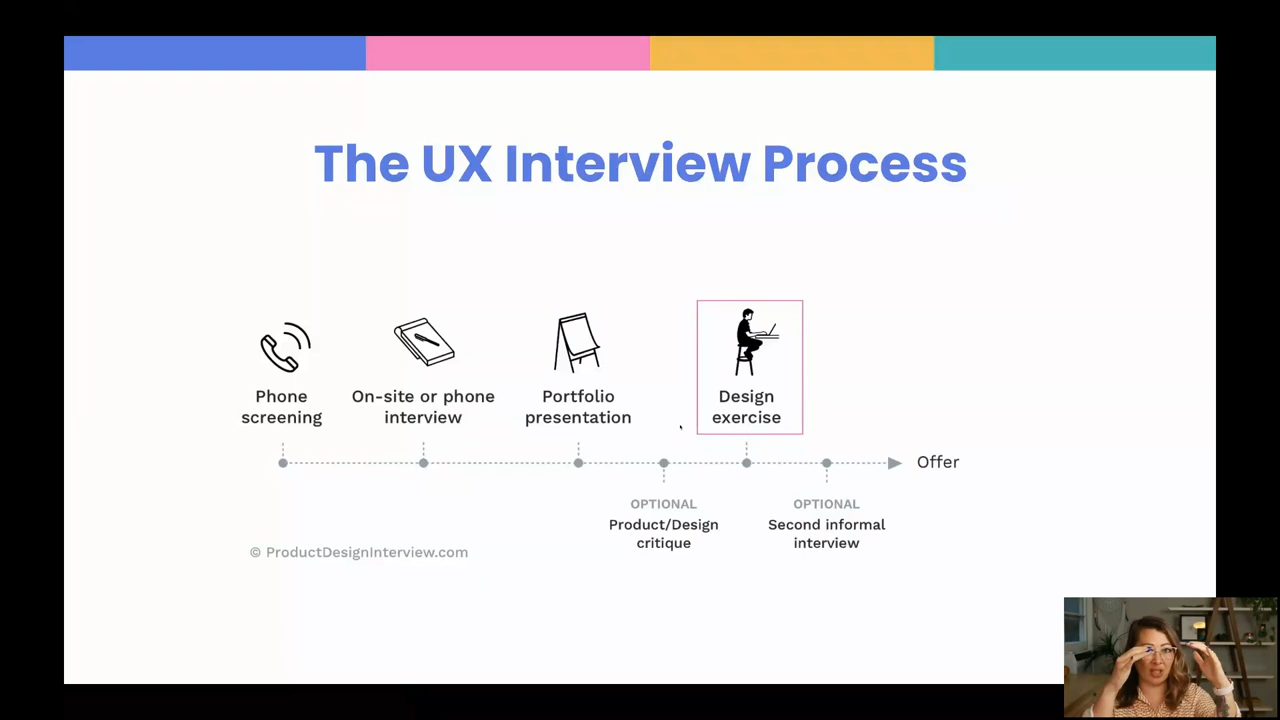 The UX Interview Process
Phone
screening
On-site or phone
interview
Portfolio
presentation
Design
exercise
Offer
OPTIONAL
Product/Design
critique
OPTIONAL
Second informal
interview
© ProductDesignInterview.com